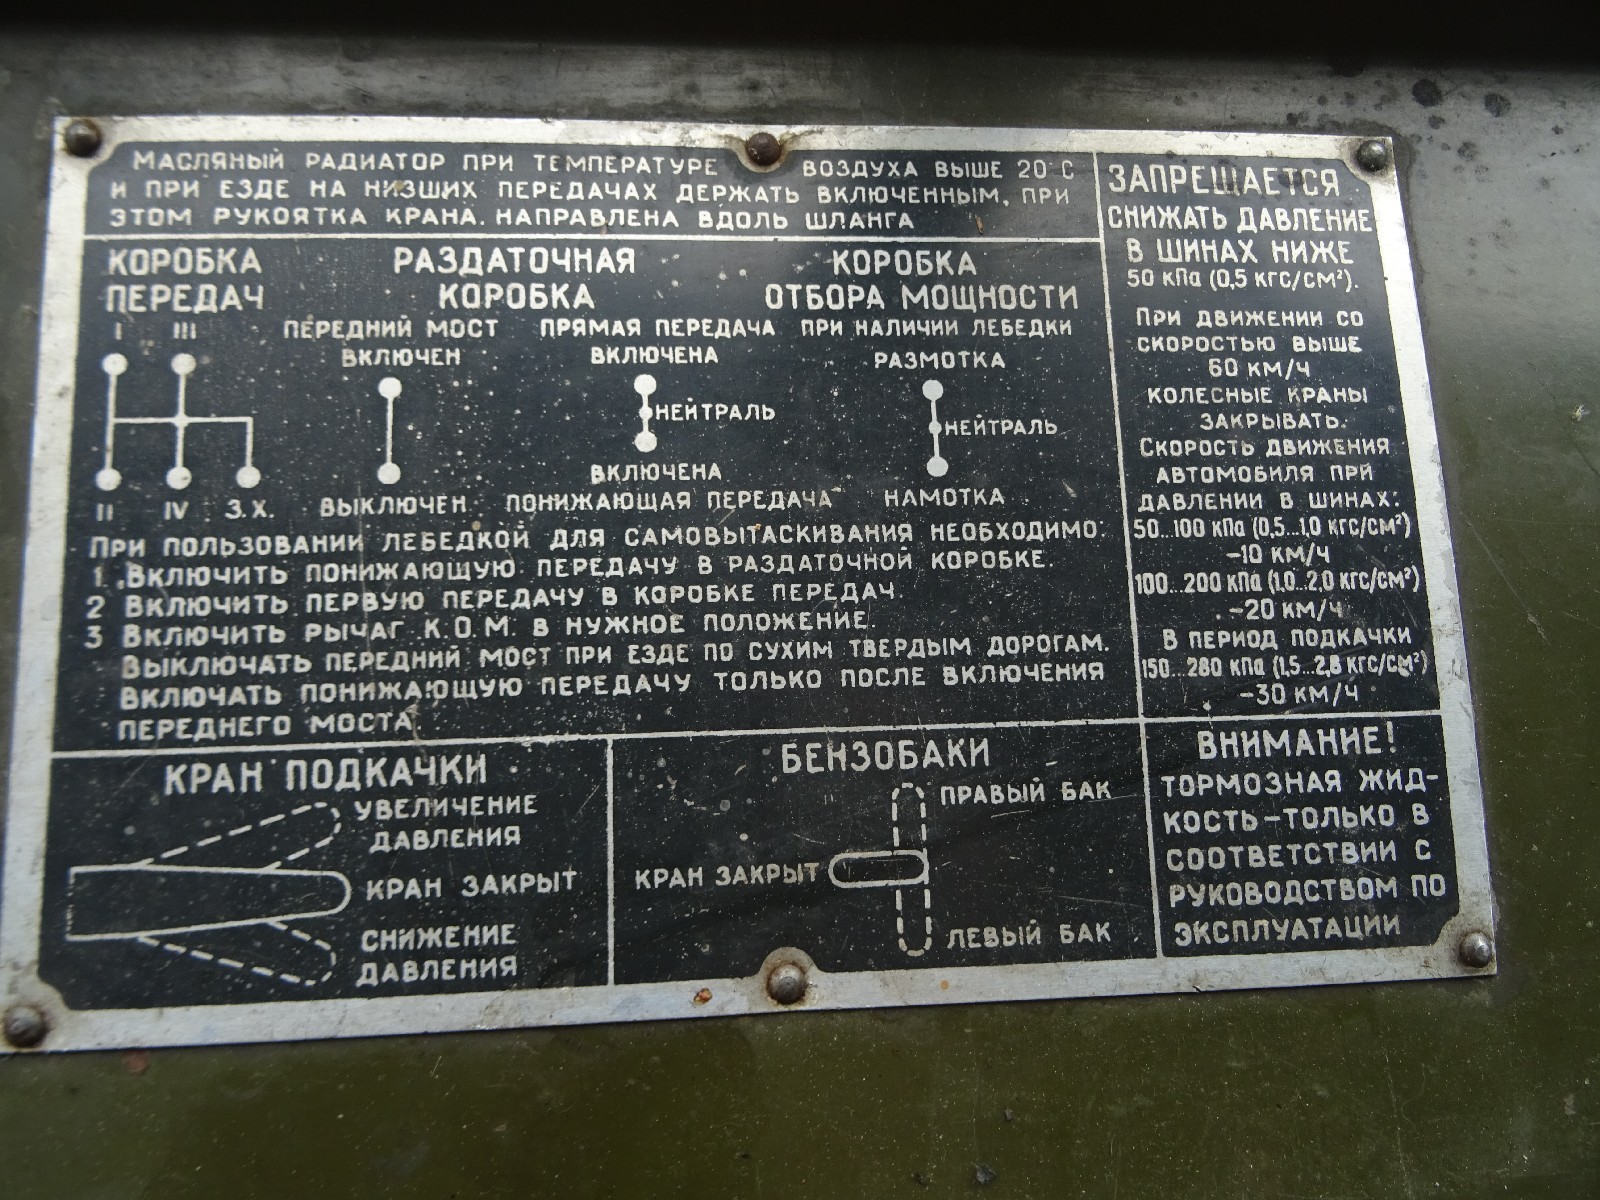 МАСЛЯНЫЙ РАДИАТОР ПРИ ТЕМПЕРАТУРЕ ВОЗДУХА ВЫШЕ 20°С
И ПРИ ЕЗДЕ НА НИЗШИХ ПЕРЕДАЧАХ ДЕРЖАТЬ ВКЛЮЧЕННЫМ, ПРИ
ЭТОМ РУКОЯТКА КРАНА НАПРАВЛЕНА ВДОЛЬ ШЛАНГА
КОРОБКА
ПЕРЕДАЧ
I III
II IV З.Х.
РАЗДАТОЧНАЯ
КОРОБКА
ПЕРЕДНИЙ МОСТ
ВКЛЮЧЕН
ВЫКЛЮЧЕН
ПРЯМАЯ ПЕРЕДАЧА
ВКЛЮЧЕНА
НЕЙТРАЛЬ
ВКЛЮЧЕНА
ПОНИЖАЮЩАЯ ПЕРЕДАЧА
КОРОБКА
ОТБОРА МОЩНОСТИ
ПРИ НАЛИЧИИ ЛЕБЕДКИ
РАЗМОТКА
НЕЙТРАЛЬ
НАМОТКА
ПРИ ПОЛЬЗОВАНИИ ЛЕБЕДКОЙ ДЛЯ САМОВЫТАСКИВАНИЯ НЕОБХОДИМО:
1. ВКЛЮЧИТЬ ПОНИЖАЮЩУЮ ПЕРЕДАЧУ В РАЗДАТОЧНОЙ КОРОБКЕ.
2 ВКЛЮЧИТЬ ПЕРВУЮ ПЕРЕДАЧУ В КОРОБКЕ ПЕРЕДАЧ.
3 ВКЛЮЧИТЬ РЫЧАГ К.О.М. В НУЖНОЕ ПОЛОЖЕНИЕ.
ВЫКЛЮЧАТЬ ПЕРЕДНИЙ МОСТ ПРИ ЕЗДЕ ПО СУХИМ ТВЕРДЫМ ДОРОГАМ.
ВКЛЮЧАТЬ ПОНИЖАЮЩУЮ ПЕРЕДАЧУ ТОЛЬКО ПОСЛЕ ВКЛЮЧЕНИЯ
ПЕРЕДНЕГО МОСТА.
ЗАПРЕЩАЕТСЯ
СНИЖАТЬ ДАВЛЕНИЕ
В ШИНАХ НИЖЕ
50 кПа (0,5 КГС/СМ²).
ПРИ ДВИЖЕНИИ СО
СКОРОСТЬЮ ВЫШЕ
60 КМ/Ч
КОЛЕСНЫЕ КРАНЫ
ЗАКРЫВАТЬ.
СКОРОСТЬ ДВИЖЕНИЯ
АВТОМОБИЛЯ ПРИ
ДАВЛЕНИИ В ШИНАХ:
50...100 кПа (0,5...1,0 КГС/СМ²)
-10 КМ/Ч
100...200 кПа (1,0...2,0 КГС/СМ²)
-20 КМ/Ч
В ПЕРИОД ПОДКАЧКИ
150...280 кПа (1,5...2,8 КГС/СМ²)
-30 КМ/Ч
КРАН ПОДКАЧКИ
УВЕЛИЧЕНИЕ
ДАВЛЕНИЯ
КРАН ЗАКРЫТ
СНИЖЕНИЕ
ДАВЛЕНИЯ
БЕНЗОБАКИ
ПРАВЫЙ БАК
КРАН ЗАКРЫТ
ЛЕВЫЙ БАК
ВНИМАНИЕ!
ТОРМОЗНАЯ ЖИД-
КОСТЬ-ТОЛЬКО В
СООТВЕТСТВИИ С
РУКОВОДСТВОМ ПО
ЭКСПЛУАТАЦИИ